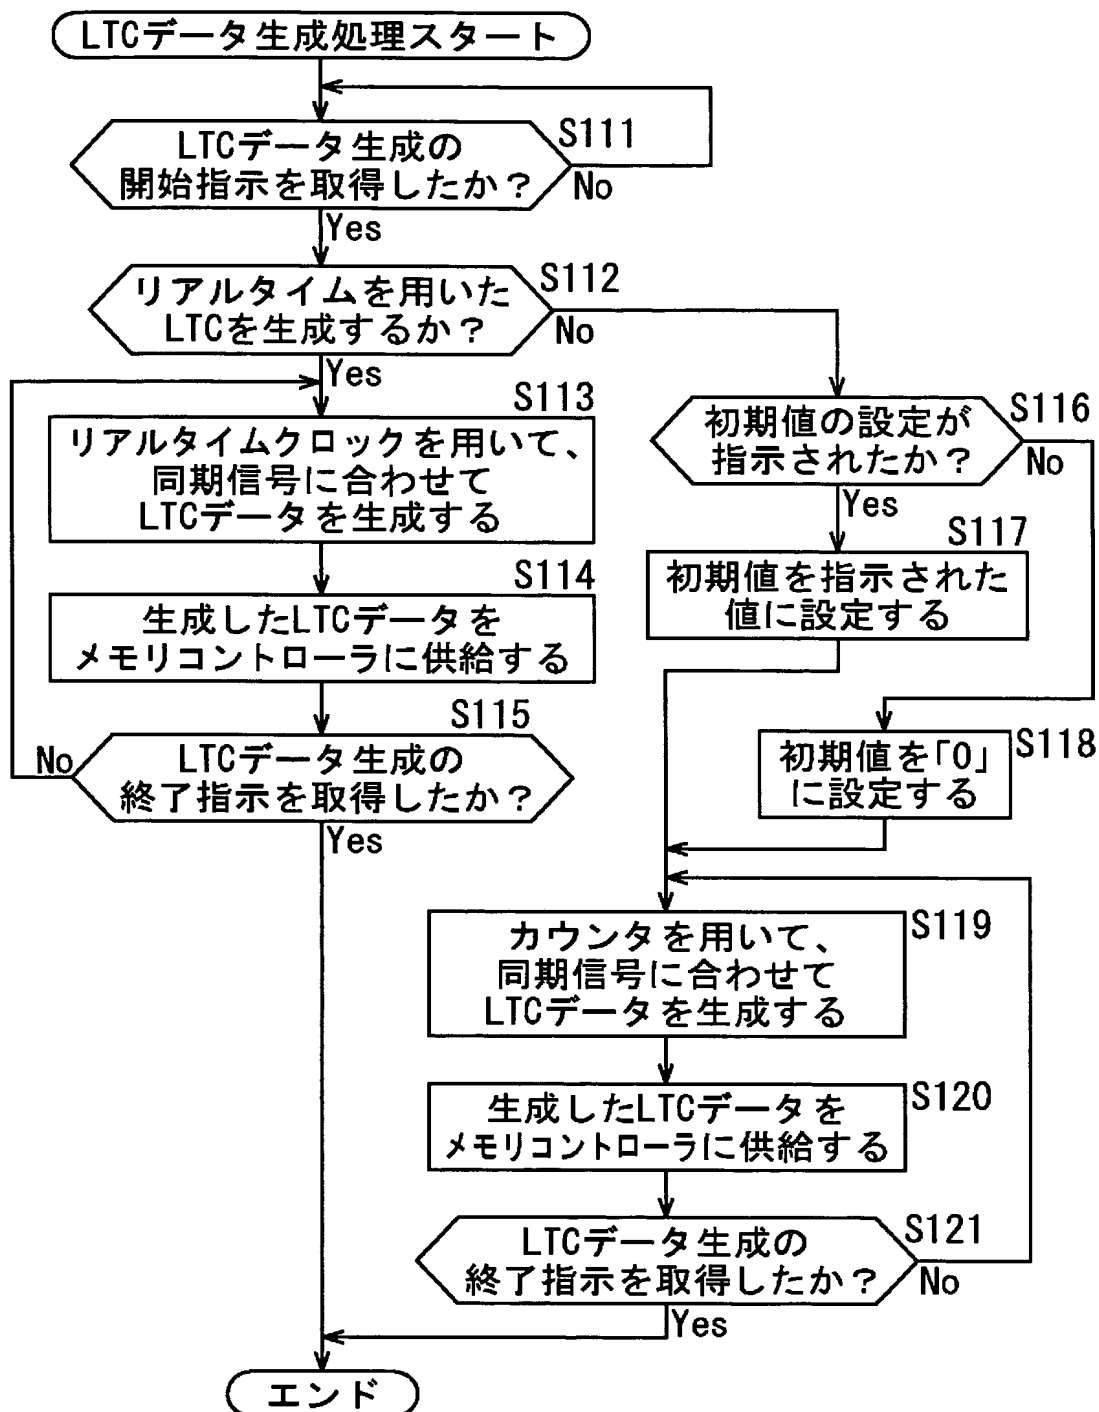 LTCデータ生成処理スタート
LTCデータ生成の
開始指示を取得したか？
S111
No
Yes
リアルタイムを用いた
LTCを生成するか？
S112
No
Yes
S113
リアルタイムクロックを用いて、
同期信号に合わせて
LTCデータを生成する
S114
生成したLTCデータを
メモリコントローラに供給する
S115
LTCデータ生成の
終了指示を取得したか？
No
Yes
初期値の設定が
指示されたか？
S116
No
Yes
S117
初期値を指示された
値に設定する
初期値を「0」
に設定する
S118
カウンタを用いて、
同期信号に合わせて
LTCデータを生成する
S119
生成したLTCデータを
メモリコントローラに供給する
S120
LTCデータ生成の
終了指示を取得したか？
S121
No
Yes
エンド